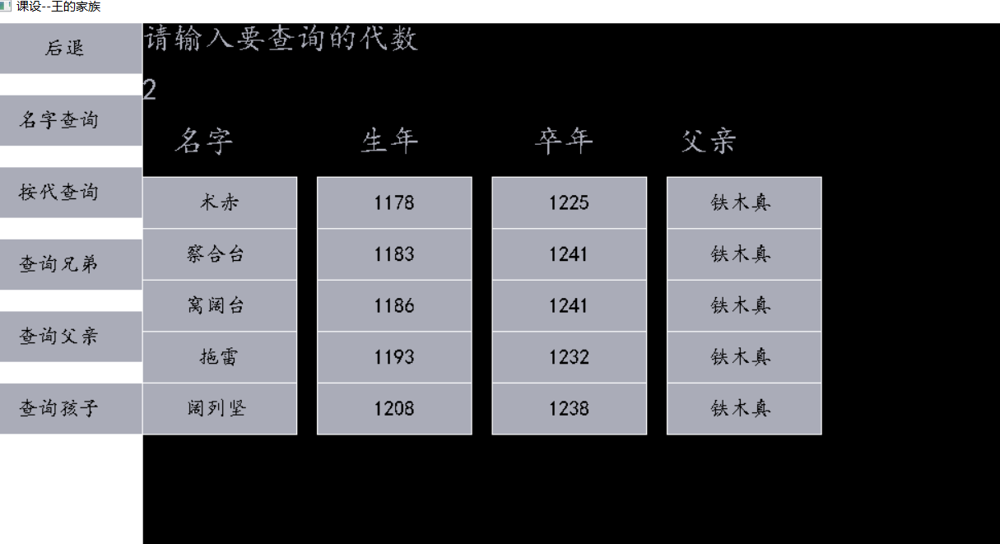 课设--王的家族
后退
名字查询
按代查询
查询兄弟
查询父亲
查询孩子
请输入要查询的代数
2
名字 生年 卒年 父亲
术赤 1178 1225 铁木真
察合台 1183 1241 铁木真
窝阔台 1186 1241 铁木真
拖雷 1193 1232 铁木真
阔列坚 1208 1238 铁木真